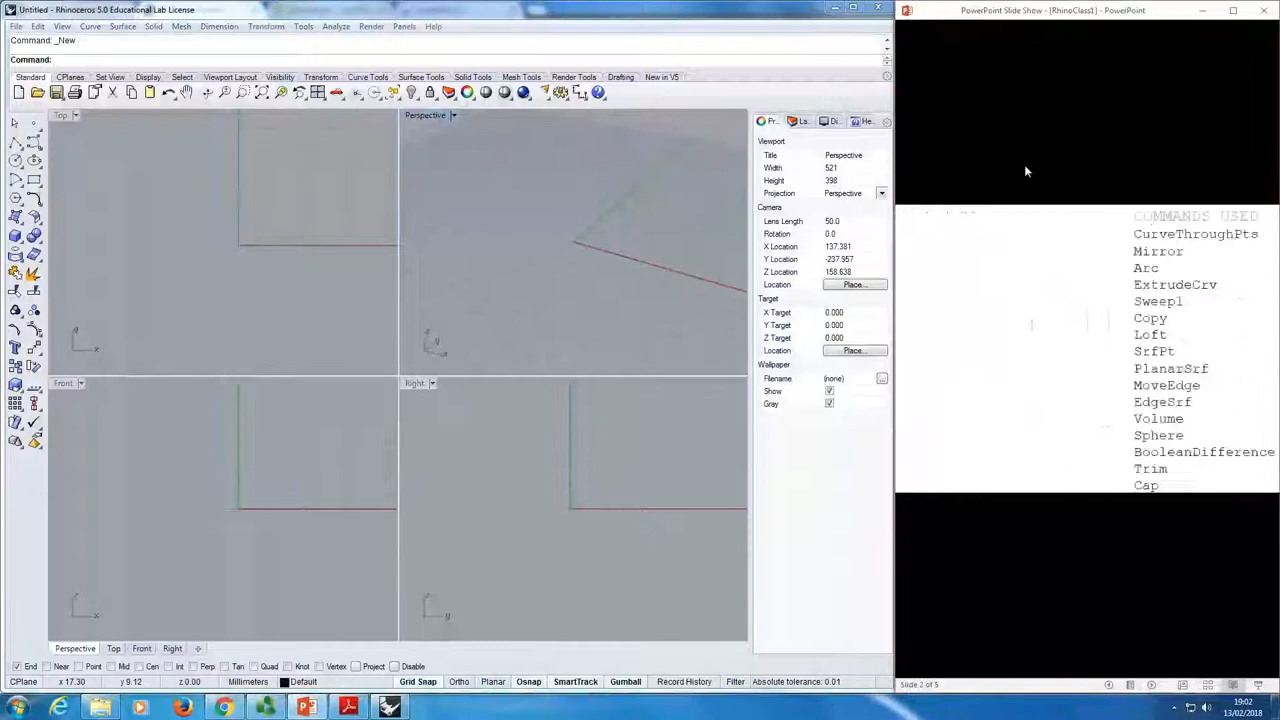 Untitled - Rhinoceros 5.0 Educational Lab License
File Edit View Curve Surface Solid Mesh Dimension Transform Tools Analyze Render Panels Help
Command: _New
Command:
Standard CPlanes Set View Display Select Viewport Layout Visibility Transform Curve Tools Surface Tools Solid Tools Mesh Tools Render Tools Drafting New in V5
Top
Perspective
Pr... La... Di... He...
Viewport
Title Perspective
Width 521
Height 398
Projection Perspective
Camera
Lens Length 50.0
Rotation 0.0
X Location 137.381
Y Location -237.957
Z Location 158.638
Location Place...
Target
X Target 0.000
Y Target 0.000
Z Target 0.000
Location Place...
Wallpaper
Filename (none) ...
Show
Gray
Front
Right
Perspective Top Front Right
End Near Point Mid Cen Int Perp Tan Quad Knot Vertex Project Disable
CPlane x 17.30 y 9.12 z 0.00 Millimeters Default Grid Snap Ortho Planar Osnap SmartTrack Gumball Record History Filter Absolute tolerance: 0.01
PowerPoint Slide Show - [RhinoClass1] - PowerPoint
COMMANDS USED
CurveThroughPts
Mirror
Arc
ExtrudeCrv
Sweep1
Copy
Loft
SrfPt
PlanarSrf
MoveEdge
EdgeSrf
Volume
Sphere
BooleanDifference
Trim
Cap
Slide 2 of 5
19:02
13/02/2018